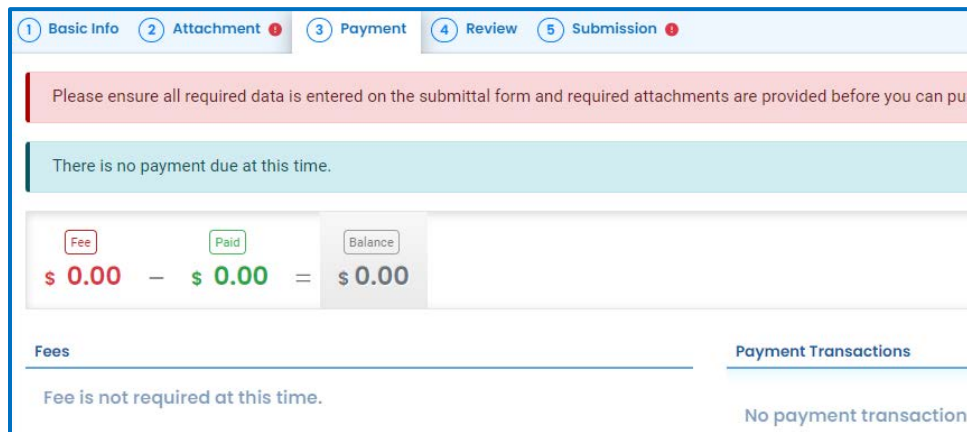 1 Basic Info 2 Attachment ! 3 Payment 4 Review 5 Submission !
Please ensure all required data is entered on the submittal form and required attachments are provided before you can pu
There is no payment due at this time.
Fee Paid Balance
$ 0.00 – $ 0.00 = $ 0.00
Fees Payment Transactions
Fee is not required at this time.
No payment transaction